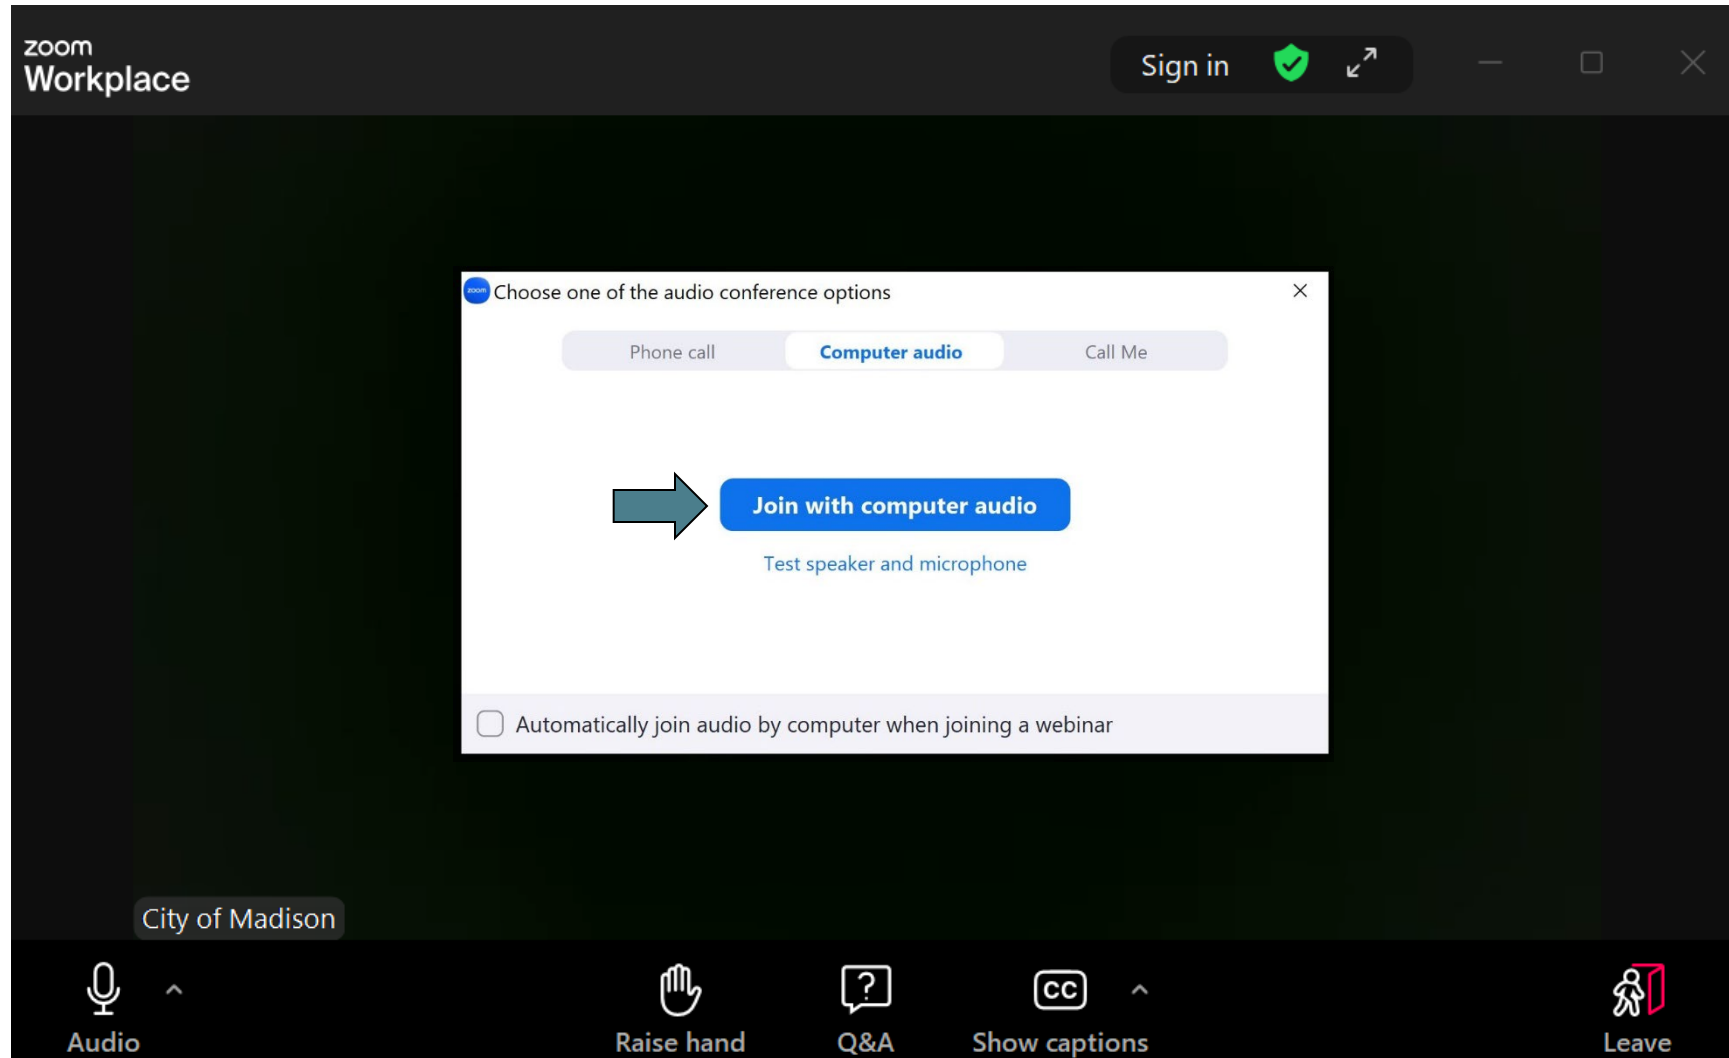 zoom
Workplace
Sign in
zoom
Choose one of the audio conference options
Phone call
Computer audio
Call Me
Join with computer audio
Test speaker and microphone
Automatically join audio by computer when joining a webinar
City of Madison
?
CC
Audio
Raise hand
Q&A
Show captions
Leave